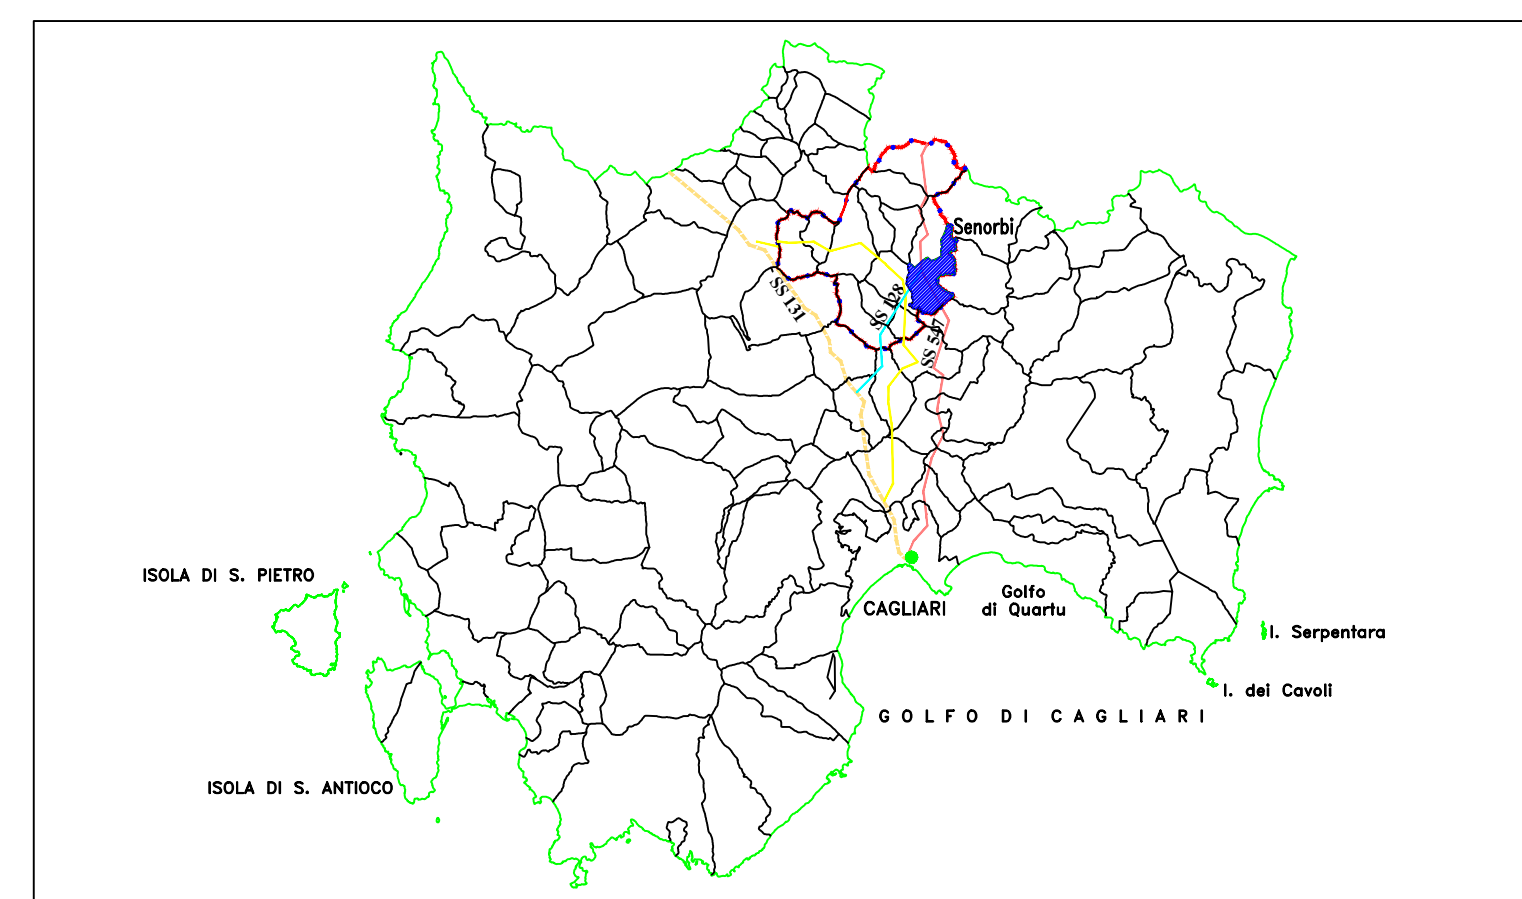 Senorbi
SS 131
SS 128
SS 547
ISOLA DI S. PIETRO
CAGLIARI
Golfo
di Quartu
I. Serpentara
I. dei Cavoli
GOLFO DI CAGLIARI
ISOLA DI S. ANTIOCO